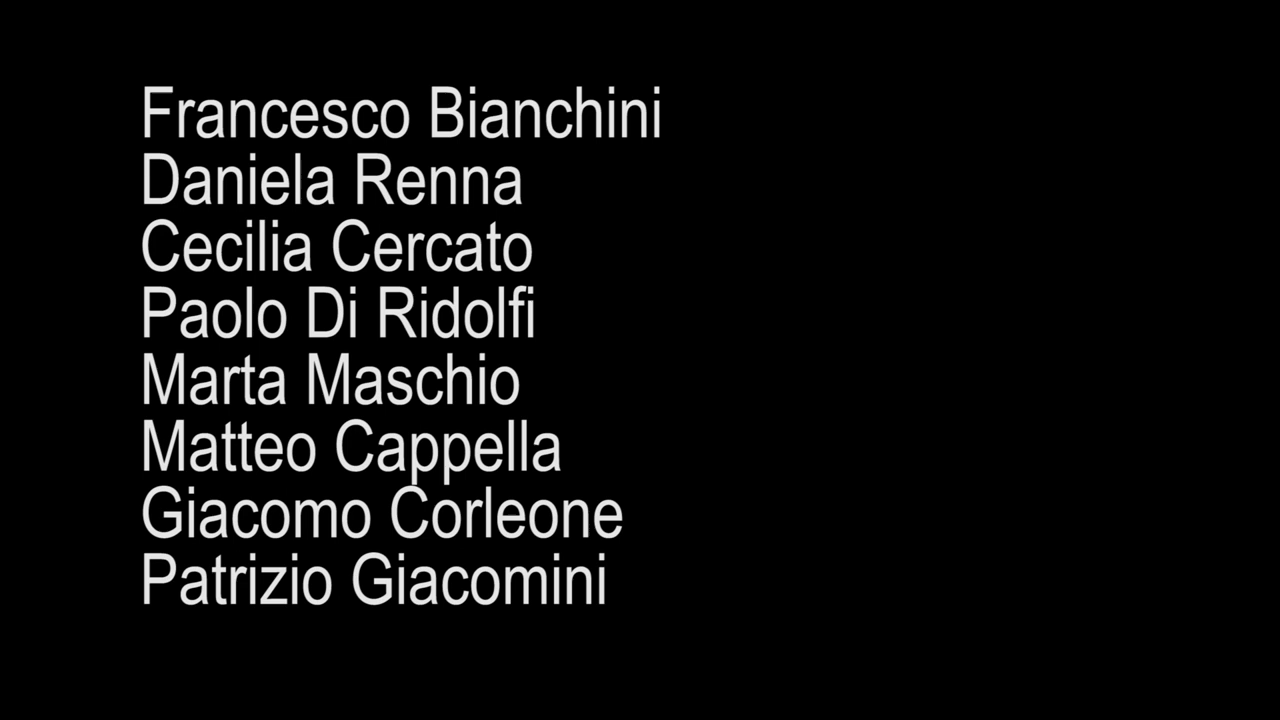 Francesco Bianchini
Daniela Renna
Cecilia Cercato
Paolo Di Ridolfi
Marta Maschio
Matteo Cappella
Giacomo Corleone
Patrizio Giacomini